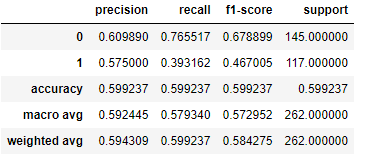 precision recall f1-score support
0 0.609890 0.765517 0.678899 145.000000
1 0.575000 0.393162 0.467005 117.000000
accuracy 0.599237 0.599237 0.599237 0.599237
macro avg 0.592445 0.579340 0.572952 262.000000
weighted avg 0.594309 0.599237 0.584275 262.000000